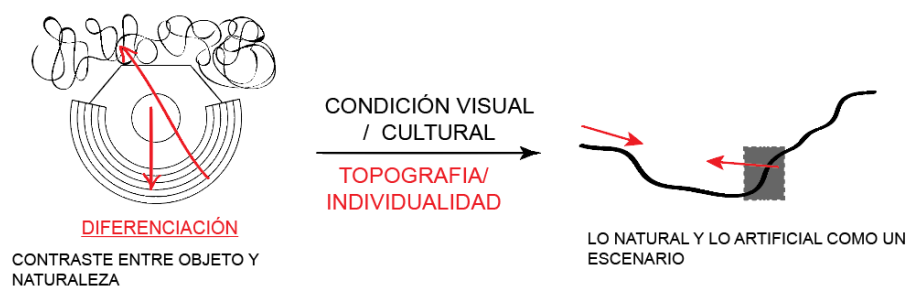 DIFERENCIACIÓN
CONTRASTE ENTRE OBJETO Y
NATURALEZA
CONDICIÓN VISUAL
/ CULTURAL
TOPOGRAFIA/
INDIVIDUALIDAD
LO NATURAL Y LO ARTIFICIAL COMO UN
ESCENARIO